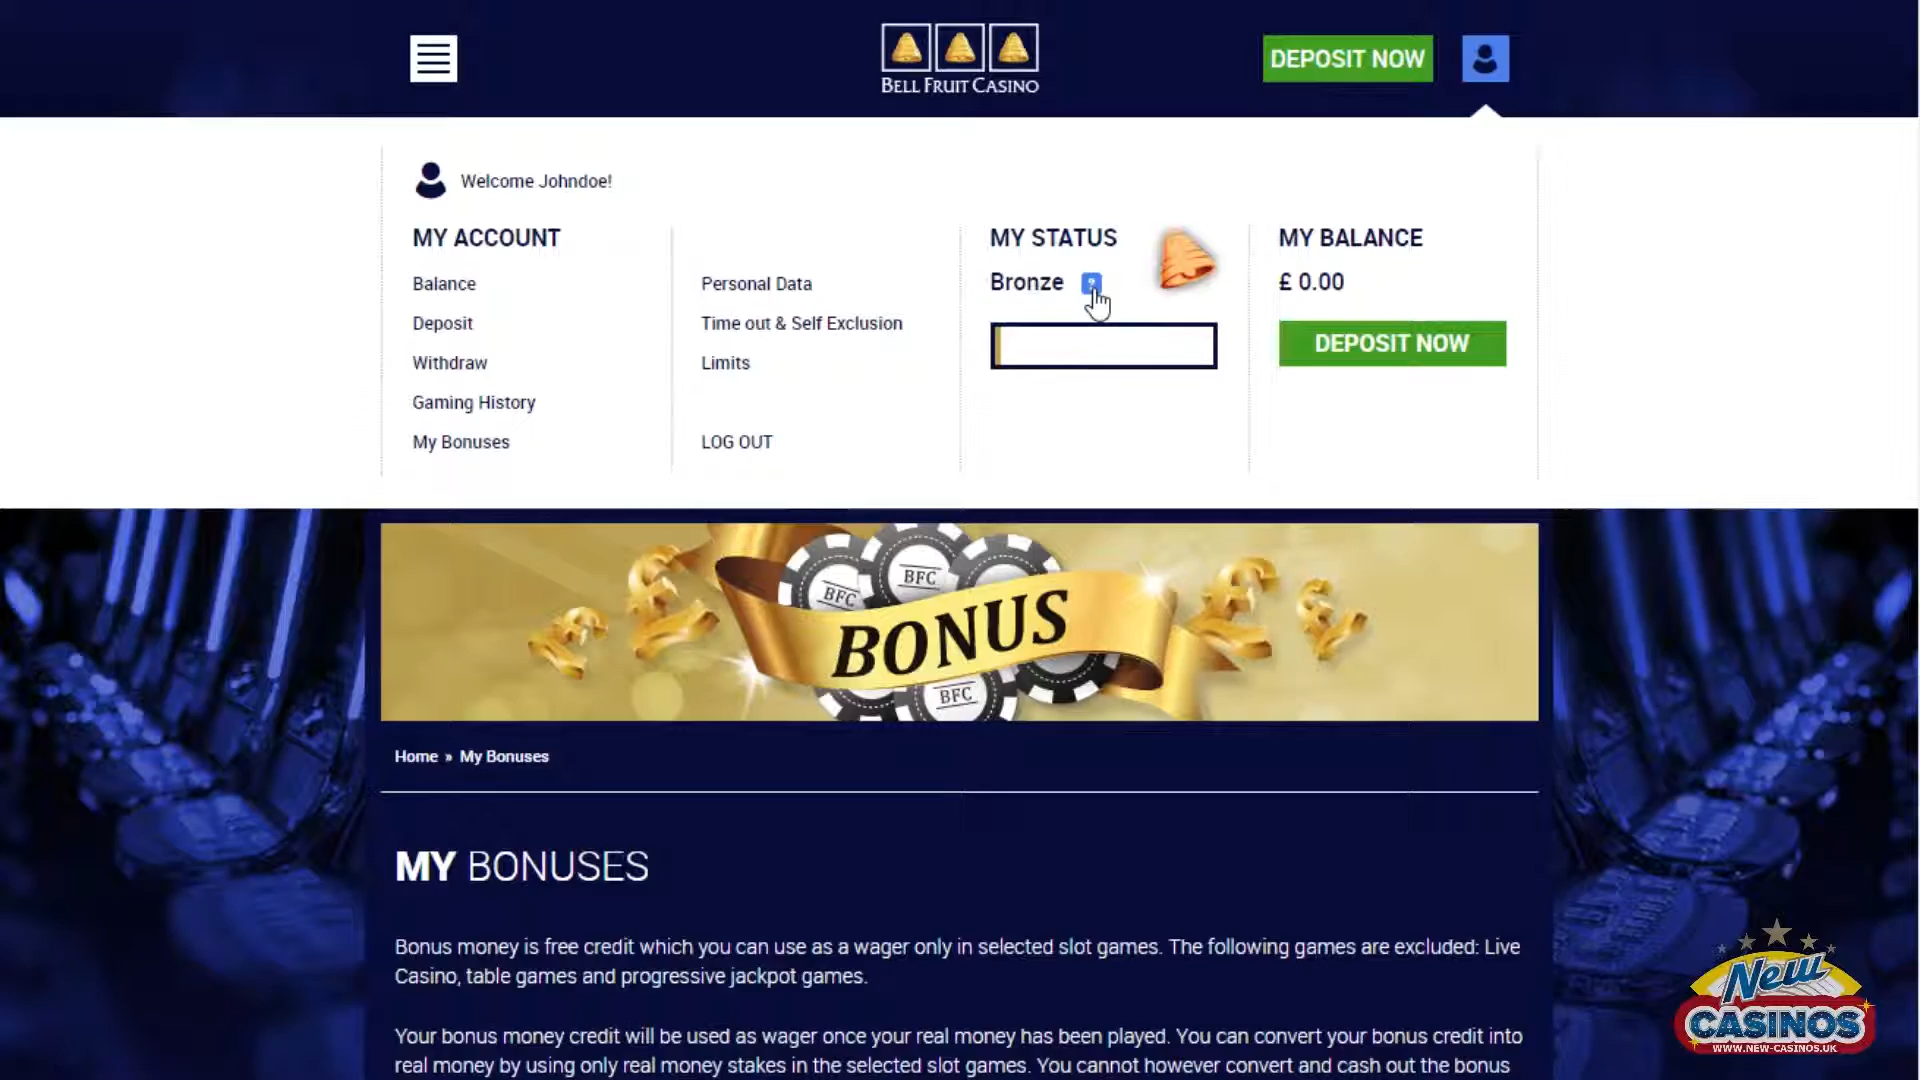 BELL FRUIT CASINO
DEPOSIT NOW
Welcome Johndoe!
MY ACCOUNT
Balance
Deposit
Withdraw
Gaming History
My Bonuses
Personal Data
Time out & Self Exclusion
Limits
LOG OUT
MY STATUS
Bronze ?
MY BALANCE
£ 0.00
DEPOSIT NOW
BFC
BFC
BONUS
BFC
Home » My Bonuses
MY BONUSES
Bonus money is free credit which you can use as a wager only in selected slot games. The following games are excluded: Live
Casino, table games and progressive jackpot games.
Your bonus money credit will be used as wager once your real money has been played. You can convert your bonus credit into
real money by using only real money stakes in the selected slot games. You cannot however convert and cash out the bonus
New
CASINOS
WWW.NEW-CASINOS.UK